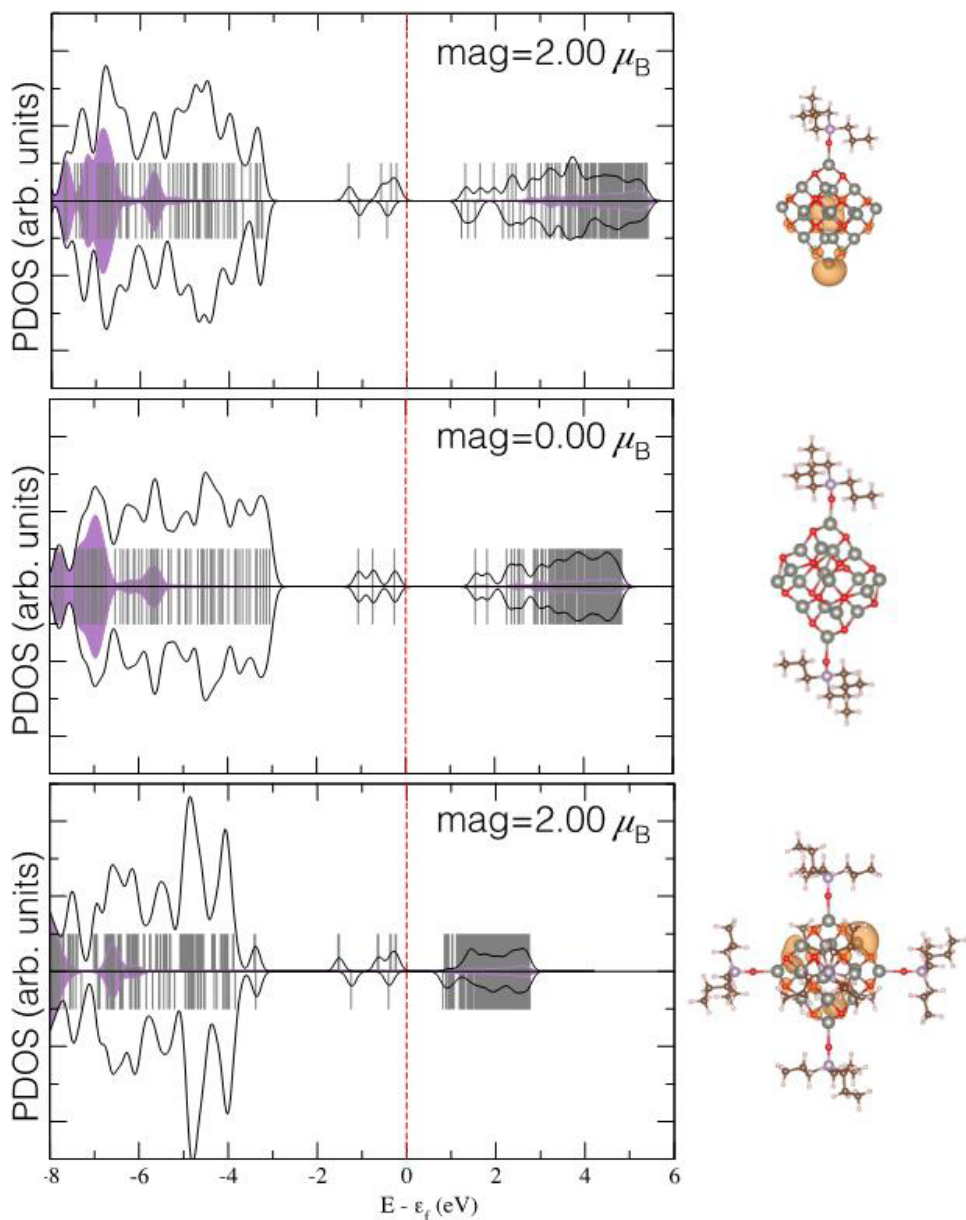 mag=2.00 μB
PDOS (arb. units)
mag=0.00 μB
PDOS (arb. units)
mag=2.00 μB
PDOS (arb. units)
-8 -6 -4 -2 0 2 4 6
E - εf (eV)